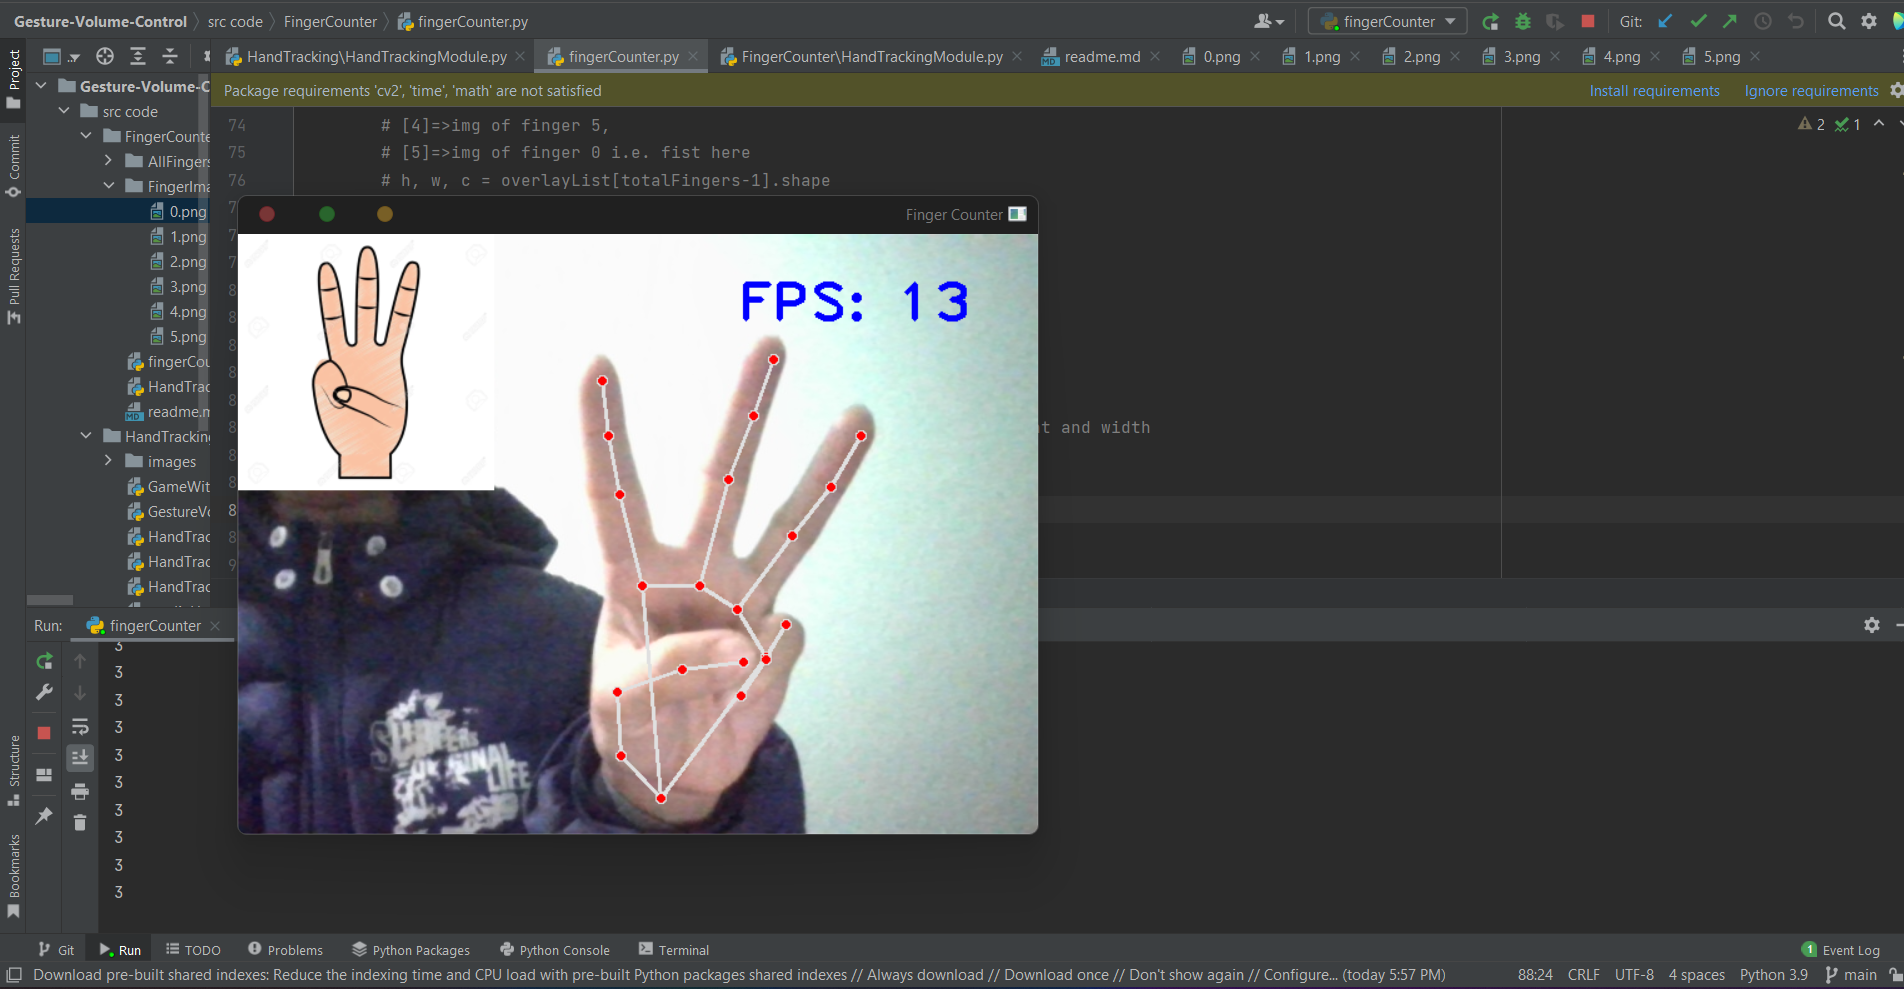 Gesture-Volume-Control
src code
FingerCounter
fingerCounter.py
fingerCounter
Git:
Project
Commit
Pull Requests
Structure
Bookmarks
HandTracking\HandTrackingModule.py
fingerCounter.py
FingerCounter\HandTrackingModule.py
readme.md
0.png
1.png
2.png
3.png
4.png
5.png
Package requirements 'cv2', 'time', 'math' are not satisfied
Install requirements
Ignore requirements
Gesture-Volume-C
src code
FingerCounte
AllFingers
FingerIma
0.png
1.png
2.png
3.png
4.png
5.png
fingerCou
HandTrac
readme.m
HandTracking
images
GameWit
GestureVo
HandTrac
HandTrac
HandTrac
74 # [4]=>img of finger 5,
75 # [5]=>img of finger 0 i.e. fist here
76 # h, w, c = overlayList[totalFingers-1].shape
2
1
t and width
Finger Counter
FPS: 13
ORIGINAL
LIFE
Run:
fingerCounter
3
3
3
3
3
3
3
3
3
3
Git
Run
TODO
Problems
Python Packages
Python Console
Terminal
1 Event Log
Download pre-built shared indexes: Reduce the indexing time and CPU load with pre-built Python packages shared indexes // Always download // Download once // Don't show again // Configure... (today 5:57 PM)
88:24
CRLF
UTF-8
4 spaces
Python 3.9
main